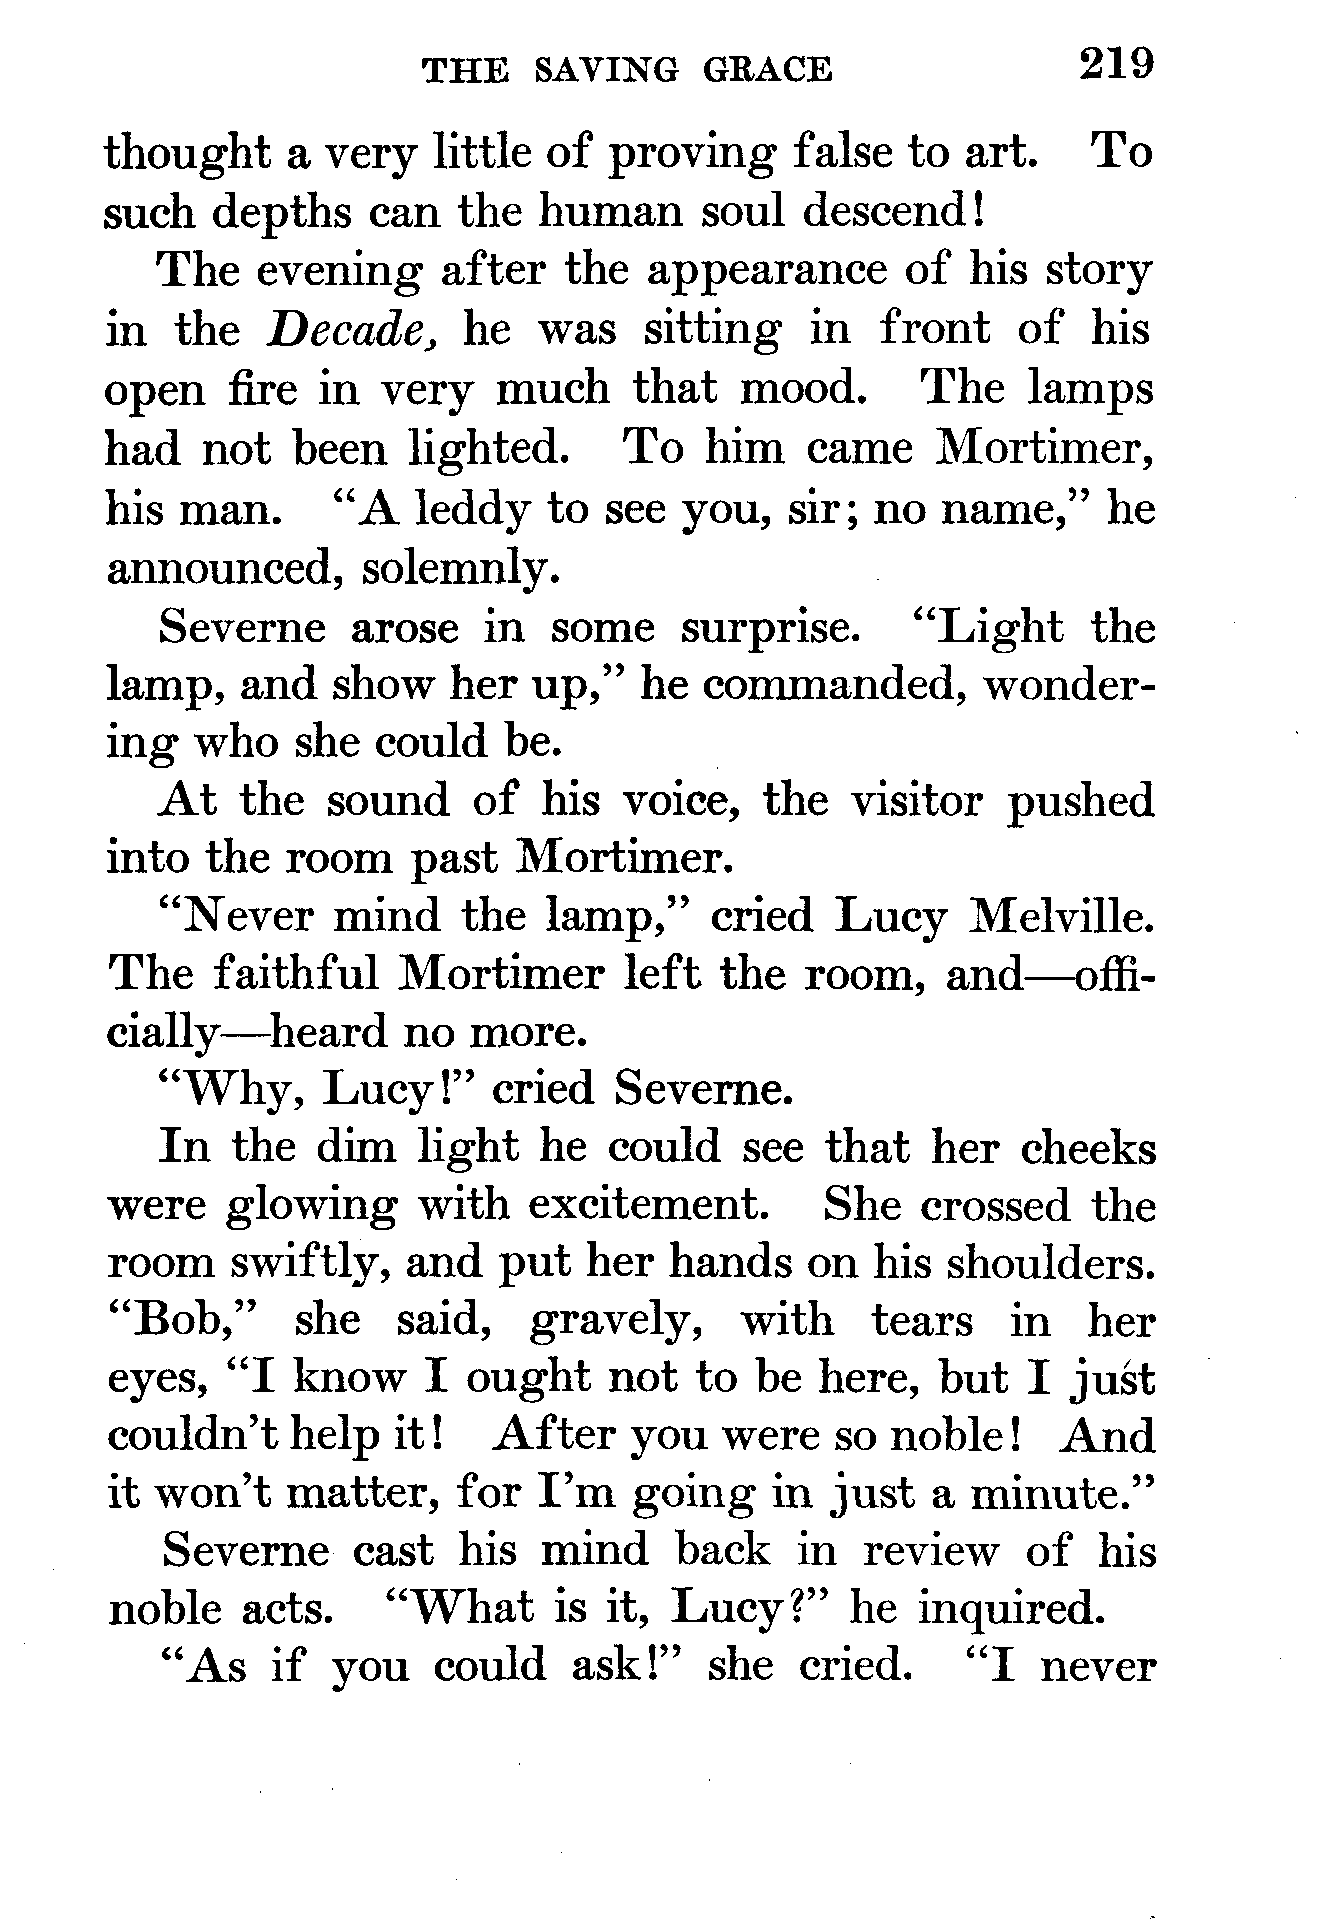 THE SAVING GRACE 219
thought a very little of proving false to art. To
such depths can the human soul descend!
The evening after the appearance of his story
in the Decade, he was sitting in front of his
open fire in very much that mood. The lamps
had not been lighted. To him came Mortimer,
his man. “A leddy to see you, sir; no name,” he
announced, solemnly.
Severne arose in some surprise. “Light the
lamp, and show her up,” he commanded, wonder-
ing who she could be.
At the sound of his voice, the visitor pushed
into the room past Mortimer.
“Never mind the lamp,” cried Lucy Melville.
The faithful Mortimer left the room, and—offi-
cially—heard no more.
“Why, Lucy!” cried Severne.
In the dim light he could see that her cheeks
were glowing with excitement. She crossed the
room swiftly, and put her hands on his shoulders.
“Bob,” she said, gravely, with tears in her
eyes, “I know I ought not to be here, but I just
couldn’t help it! After you were so noble! And
it won’t matter, for I’m going in just a minute.”
Severne cast his mind back in review of his
noble acts. “What is it, Lucy?” he inquired.
“As if you could ask!” she cried. “I never